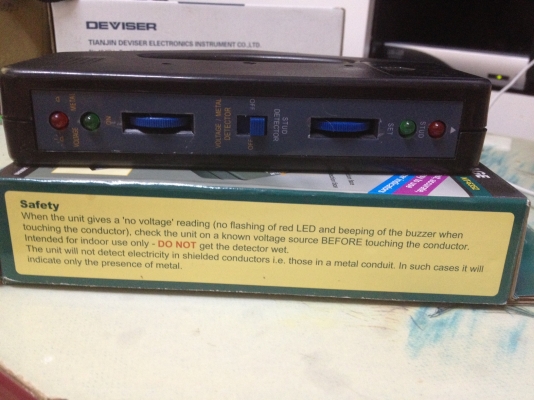 DEVISER
TIANJIN DEVISER ELECTRONICS INSTRUMENT CO.,LTD.
METAL
VOLTAGE / METAL
DETECTOR
OFF
STUD
DETECTOR
SET
STUD
Safety
When the unit gives a 'no voltage' reading (no flashing of red LED and beeping of the buzzer when
touching the conductor), check the unit on a known voltage source BEFORE touching the conductor.
Intended for indoor use only - DO NOT get the detector wet.
The unit will not detect electricity in shielded conductors i.e. those in a metal conduit. In such cases it will
indicate only the presence of metal.